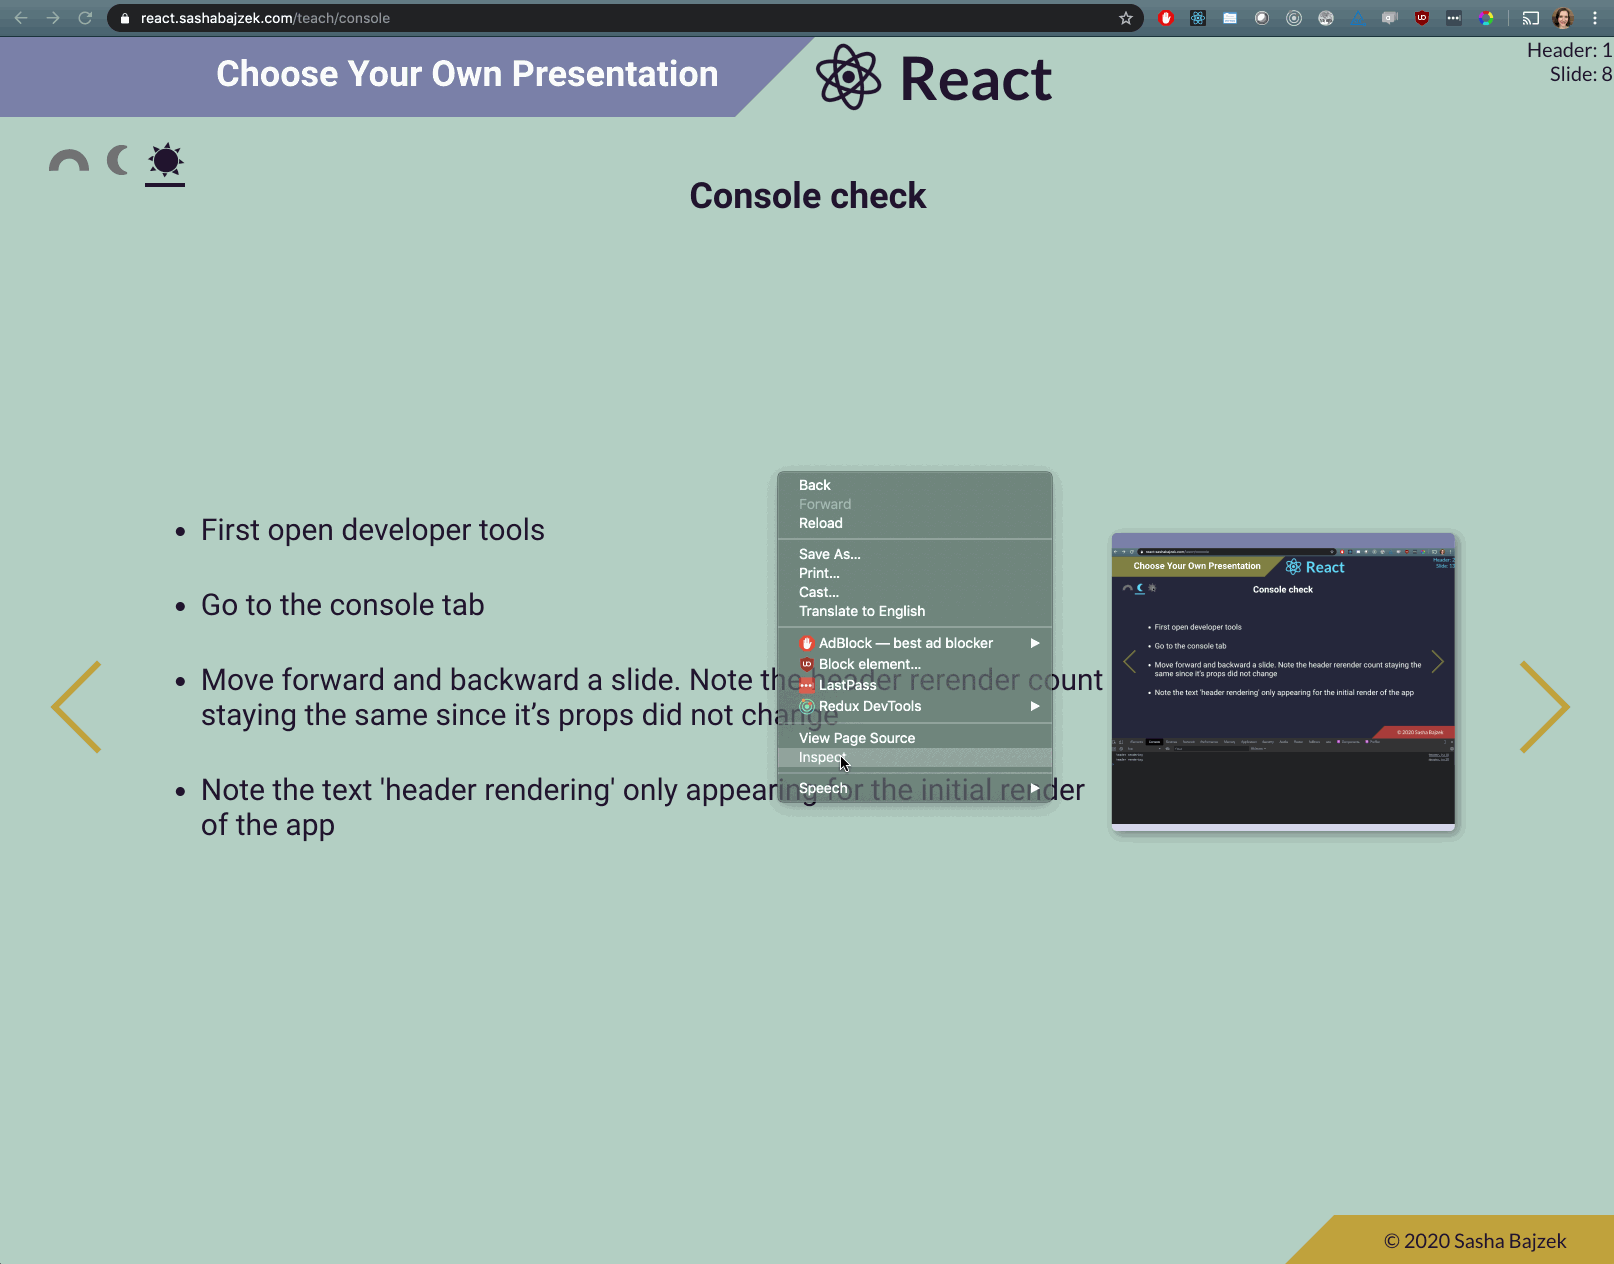 react.sashabajzek.com/teach/console
Choose Your Own Presentation
React
Header: 1
Slide: 8
Console check
• First open developer tools
• Go to the console tab
• Move forward and backward a slide. Note the header rerender count
staying the same since it’s props did not change
• Note the text 'header rendering' only appearing for the initial render
of the app
Back
Forward
Reload
Save As...
Print...
Cast...
Translate to English
AdBlock — best ad blocker
Block element...
LastPass
Redux DevTools
View Page Source
Inspect
Speech
Choose Your Own Presentation
React
Console check
• First open developer tools
• Go to the console tab
• Move forward and backward a slide. Note the header rerender count staying the
same since it's props did not change
• Note the text 'header rendering' only appearing for the initial render of the app
© 2020 Sasha Bajzek
© 2020 Sasha Bajzek